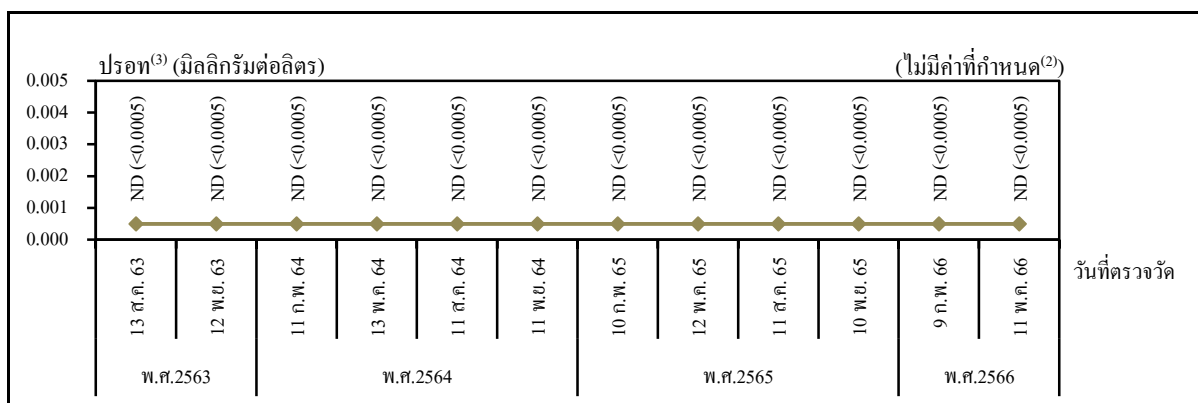 ปรอท(3) (มิลลิกรัมต่อลิตร) (ไม่มีค่าที่กำหนด(2))
0.005
0.004
0.003
0.002
0.001
0.000
ND (<0.0005)
ND (<0.0005)
ND (<0.0005)
ND (<0.0005)
ND (<0.0005)
ND (<0.0005)
ND (<0.0005)
ND (<0.0005)
ND (<0.0005)
ND (<0.0005)
ND (<0.0005)
ND (<0.0005)
13 ส.ค. 63
12 พ.ย. 63
11 ก.พ. 64
13 พ.ค. 64
11 ส.ค. 64
11 พ.ย. 64
10 ก.พ. 65
12 พ.ค. 65
11 ส.ค. 65
10 พ.ย. 65
9 ก.พ. 66
11 พ.ค. 66
วันที่ตรวจวัด
พ.ศ.2563 พ.ศ.2564 พ.ศ.2565 พ.ศ.2566